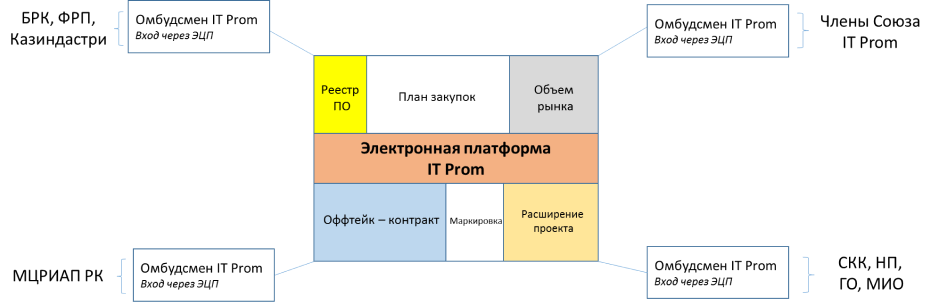 БРК, ФРП,
Казиндастри
Омбудсмен IT Prom
Вход через ЭЦП
Омбудсмен IT Prom
Вход через ЭЦП
Члены Союза
IT Prom
Реестр
ПО
План закупок
Объем
рынка
Электронная платформа
IT Prom
Оффтейк – контракт
Маркировка
Расширение
проекта
МЦРИАП РК
Омбудсмен IT Prom
Вход через ЭЦП
Омбудсмен IT Prom
Вход через ЭЦП
СКК, НП,
ГО, МИО